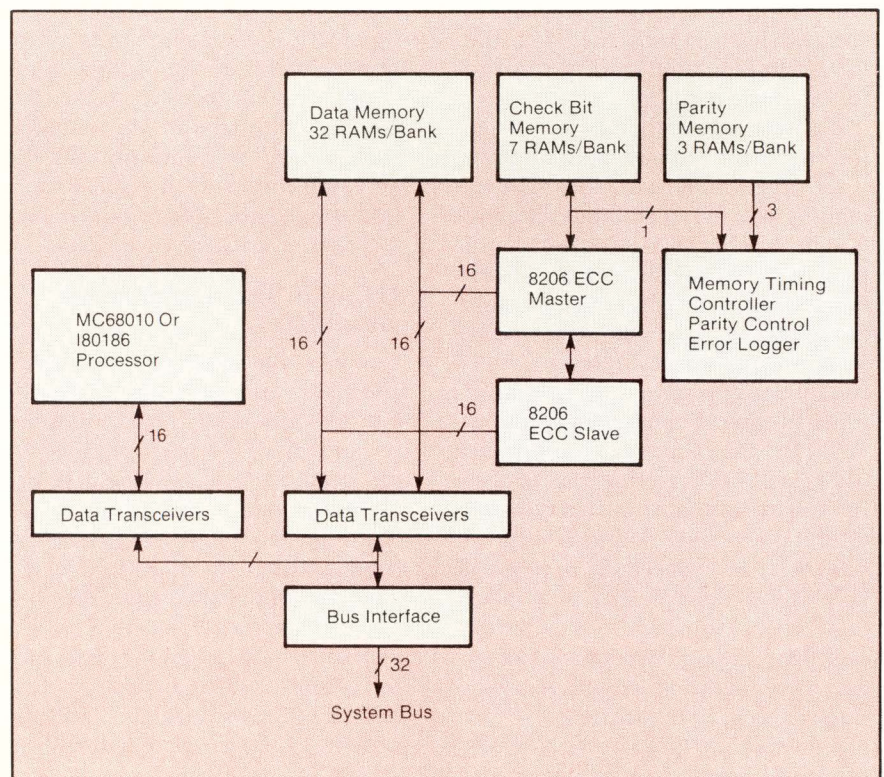 Data Memory
32 RAMs/Bank
Check Bit
Memory
7 RAMs/Bank
Parity
Memory
3 RAMs/Bank
3
1
MC68010 Or
I80186
Processor
16
8206 ECC
Master
Memory Timing
Controller
Parity Control
Error Logger
16
16
16
8206
ECC Slave
16
Data Transceivers
Data Transceivers
Bus Interface
32
System Bus